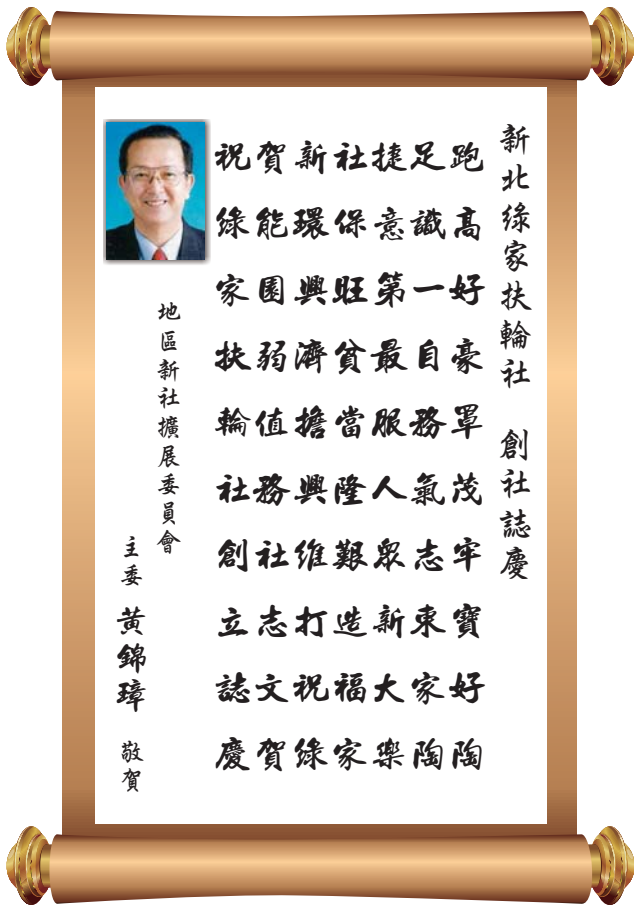 新北綠家扶輪社　創社誌慶
祝賀新社捷足跑
綠能環保意識高
家園興旺第一好
扶弱濟貧最自豪
輪值擔當服務罩
社務興隆人氣茂
創社維艱眾志牢
立志打造新東寶
誌文祝福大家好
慶賀綠家樂陶陶
地區新社擴展委員會
主委　黃錦璋　敬賀